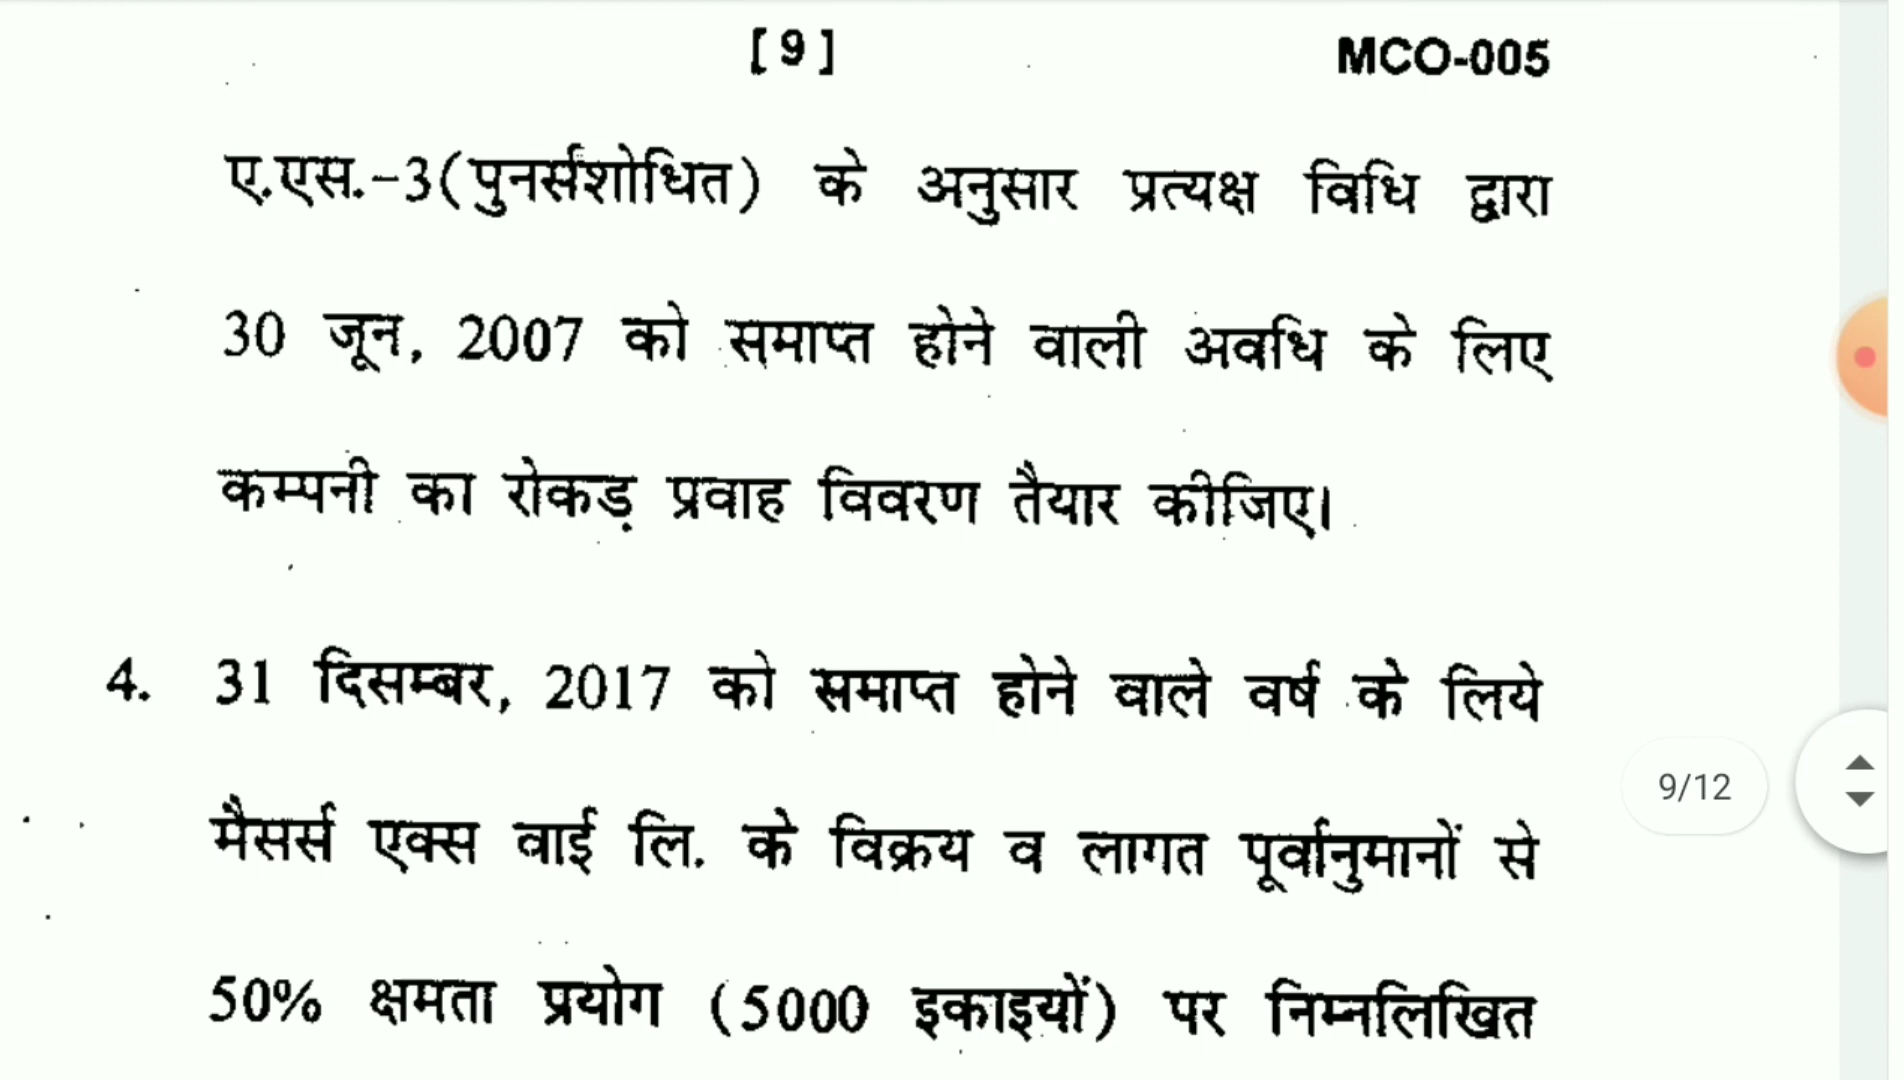 [ 9 ]
MCO-005
ए.एस.-3(पुनर्संशोधित) के अनुसार प्रत्यक्ष विधि द्वारा
30 जून, 2007 को समाप्त होने वाली अवधि के लिए
कम्पनी का रोकड़ प्रवाह विवरण तैयार कीजिए।
4. 31 दिसम्बर, 2017 को समाप्त होने वाले वर्ष के लिये
मैसर्स एक्स वाई लि. के विक्रय व लागत पूर्वानुमानों से
9/12
50% क्षमता प्रयोग (5000 इकाइयों) पर निम्नलिखित